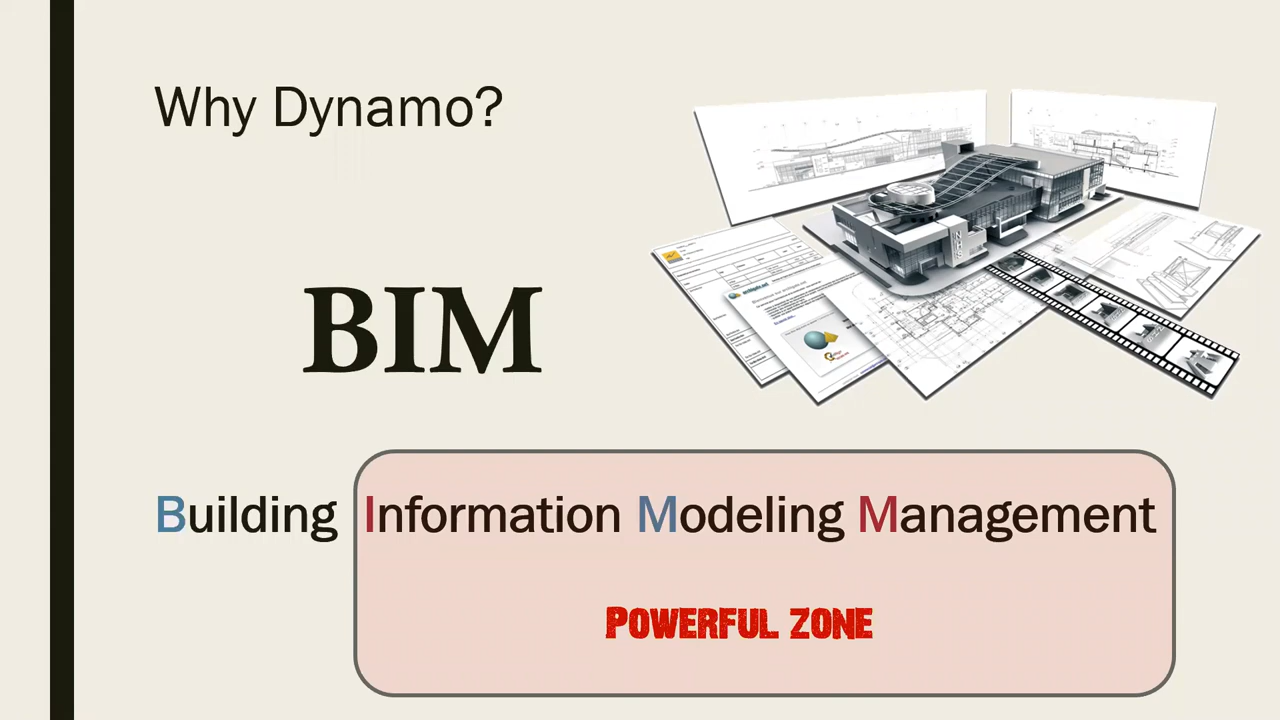 Why Dynamo?
BIM
Building Information Modeling Management
POWERFUL ZONE